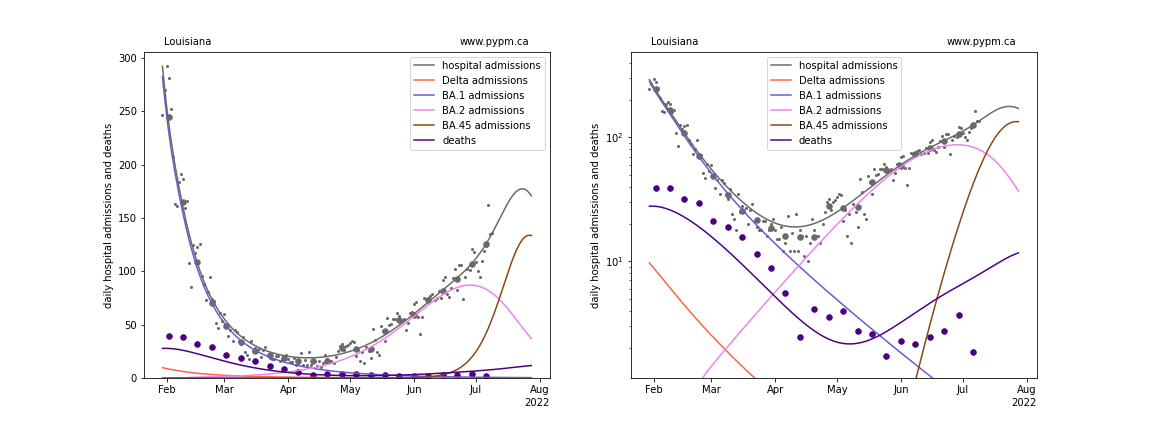 Louisiana
www.pypm.ca
daily hospital admissions and deaths
300
250
200
150
100
50
0
hospital admissions
Delta admissions
BA.1 admissions
BA.2 admissions
BA.45 admissions
deaths
Feb
Mar
Apr
May
Jun
Jul
Aug
2022
Louisiana
www.pypm.ca
daily hospital admissions and deaths
10²
10¹
hospital admissions
Delta admissions
BA.1 admissions
BA.2 admissions
BA.45 admissions
deaths
Feb
Mar
Apr
May
Jun
Jul
Aug
2022